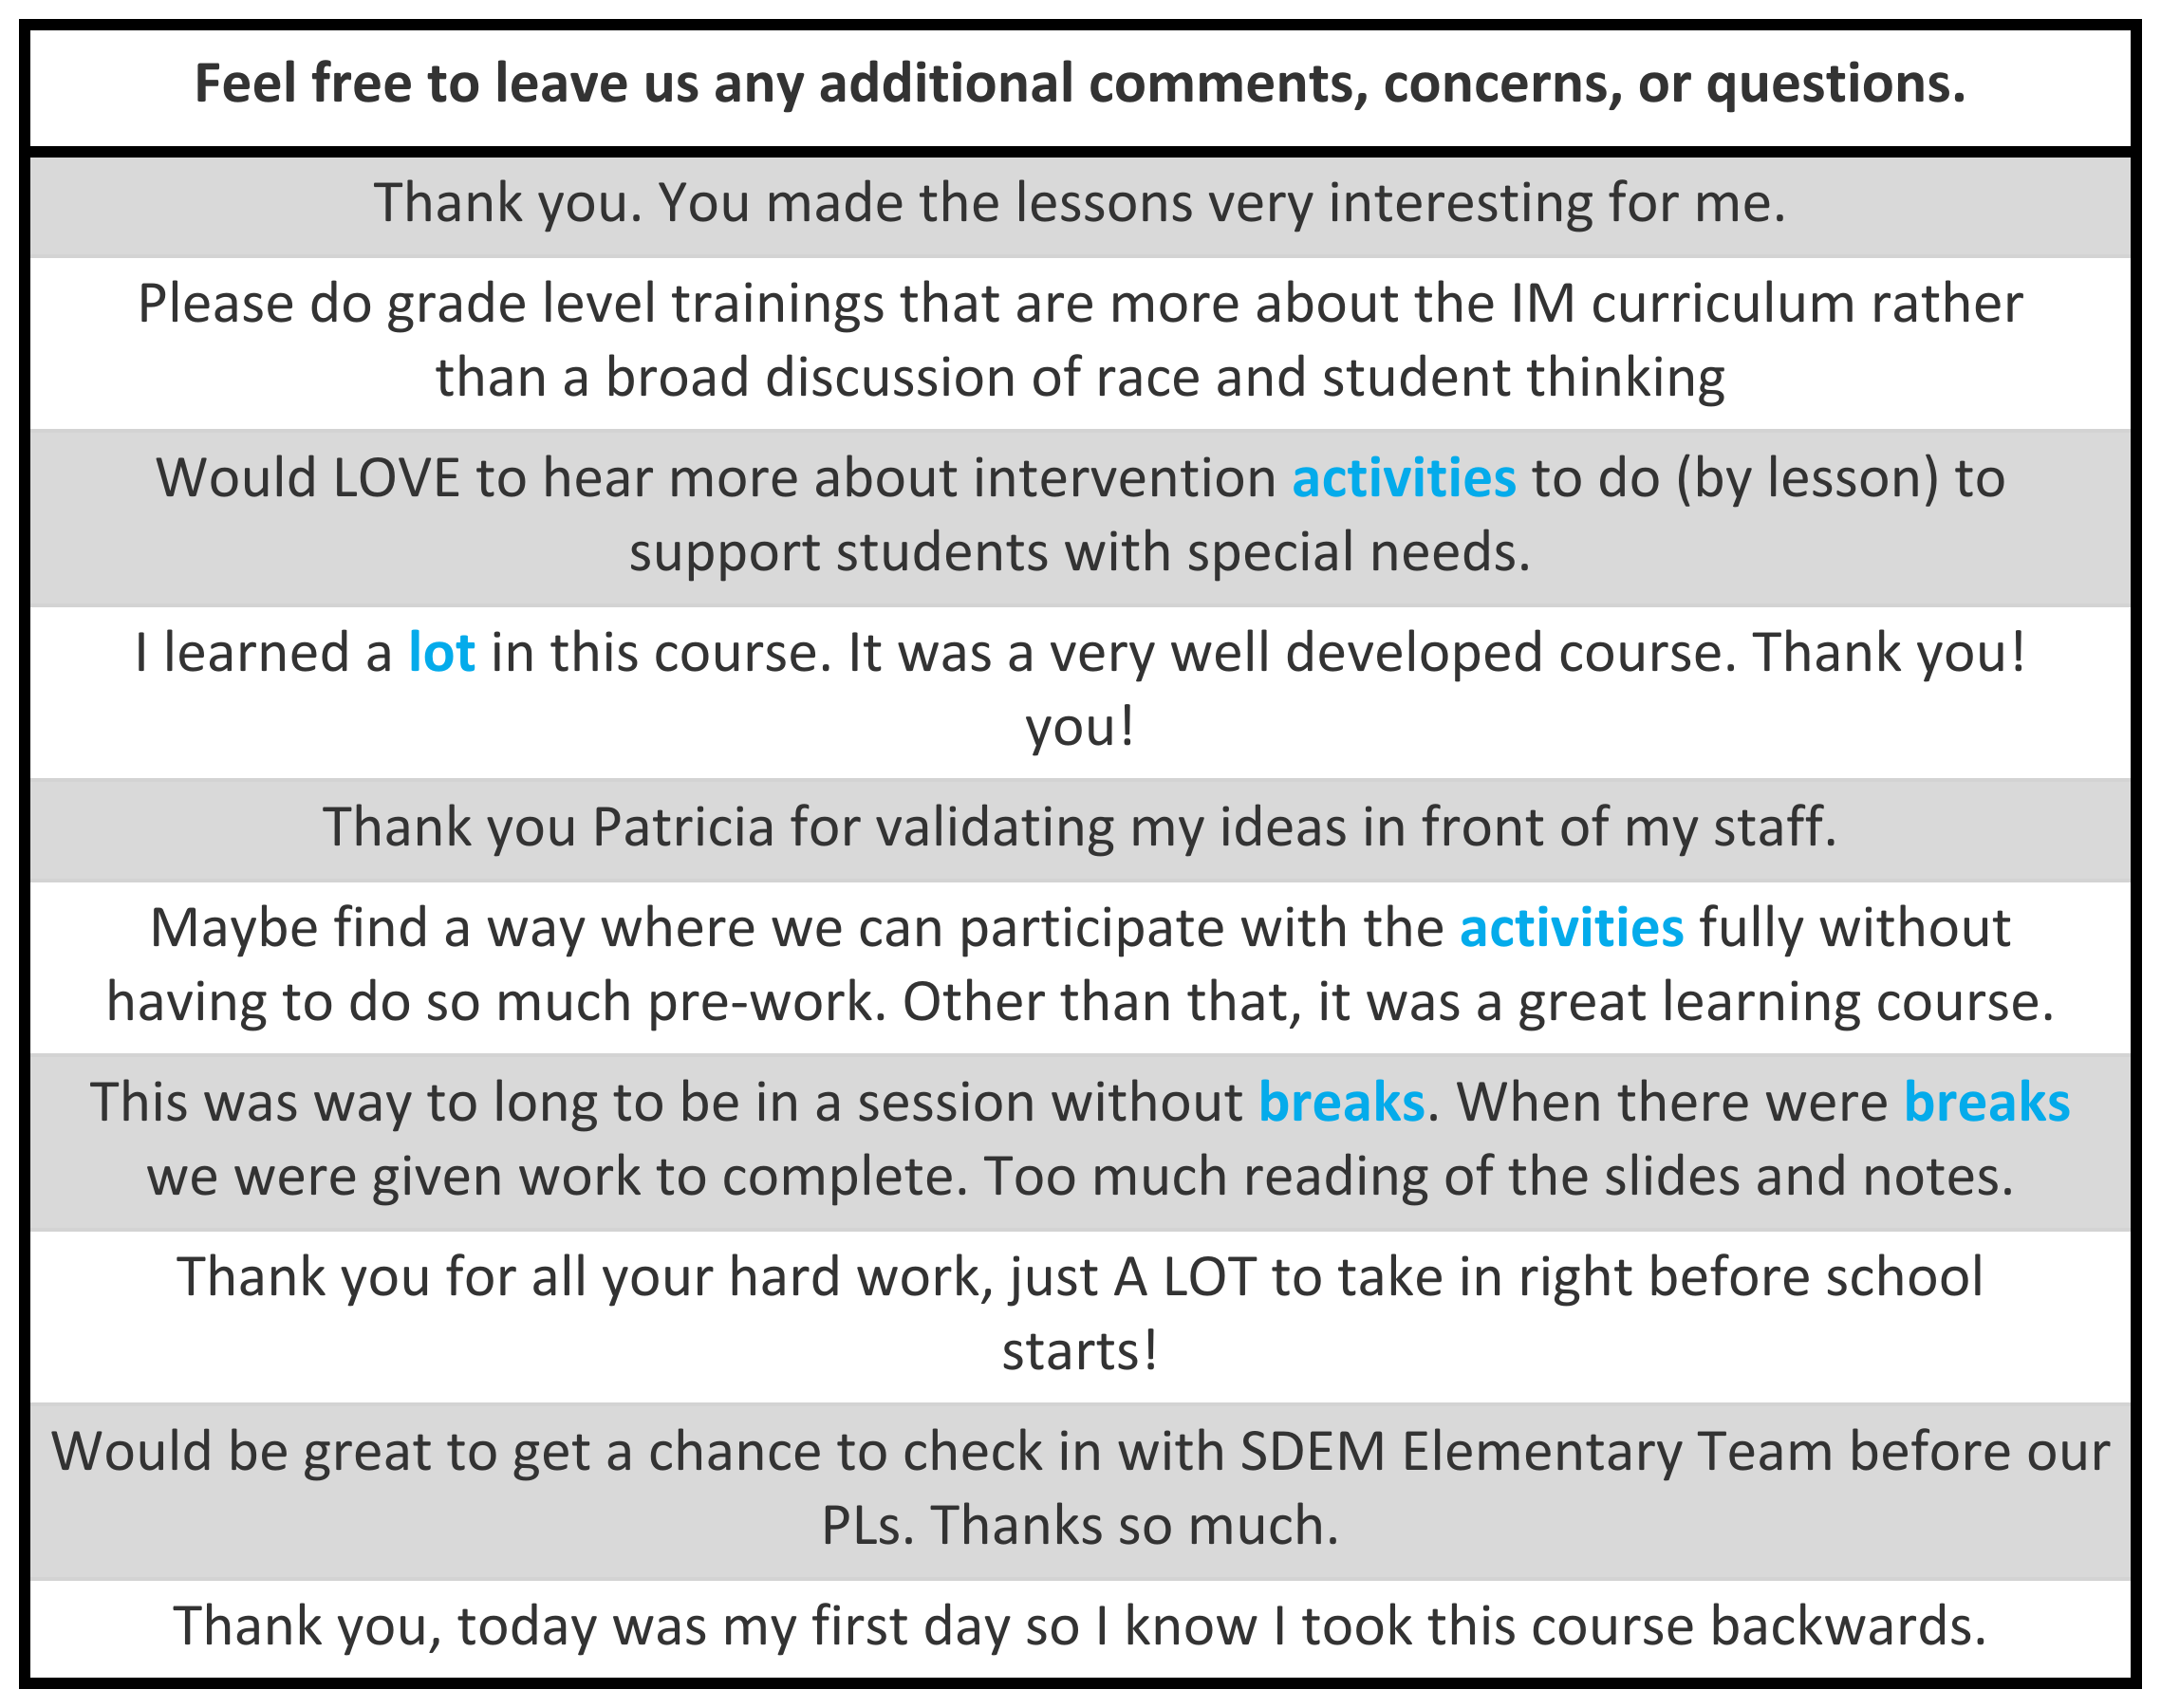 Feel free to leave us any additional comments, concerns, or questions.
Thank you. You made the lessons very interesting for me.
Please do grade level trainings that are more about the IM curriculum rather
than a broad discussion of race and student thinking
Would LOVE to hear more about intervention activities to do (by lesson) to
support students with special needs.
I learned a lot in this course. It was a very well developed course. Thank you!
you!
Thank you Patricia for validating my ideas in front of my staff.
Maybe find a way where we can participate with the activities fully without
having to do so much pre-work. Other than that, it was a great learning course.
This was way to long to be in a session without breaks. When there were breaks
we were given work to complete. Too much reading of the slides and notes.
Thank you for all your hard work, just A LOT to take in right before school
starts!
Would be great to get a chance to check in with SDEM Elementary Team before our
PLs. Thanks so much.
Thank you, today was my first day so I know I took this course backwards.